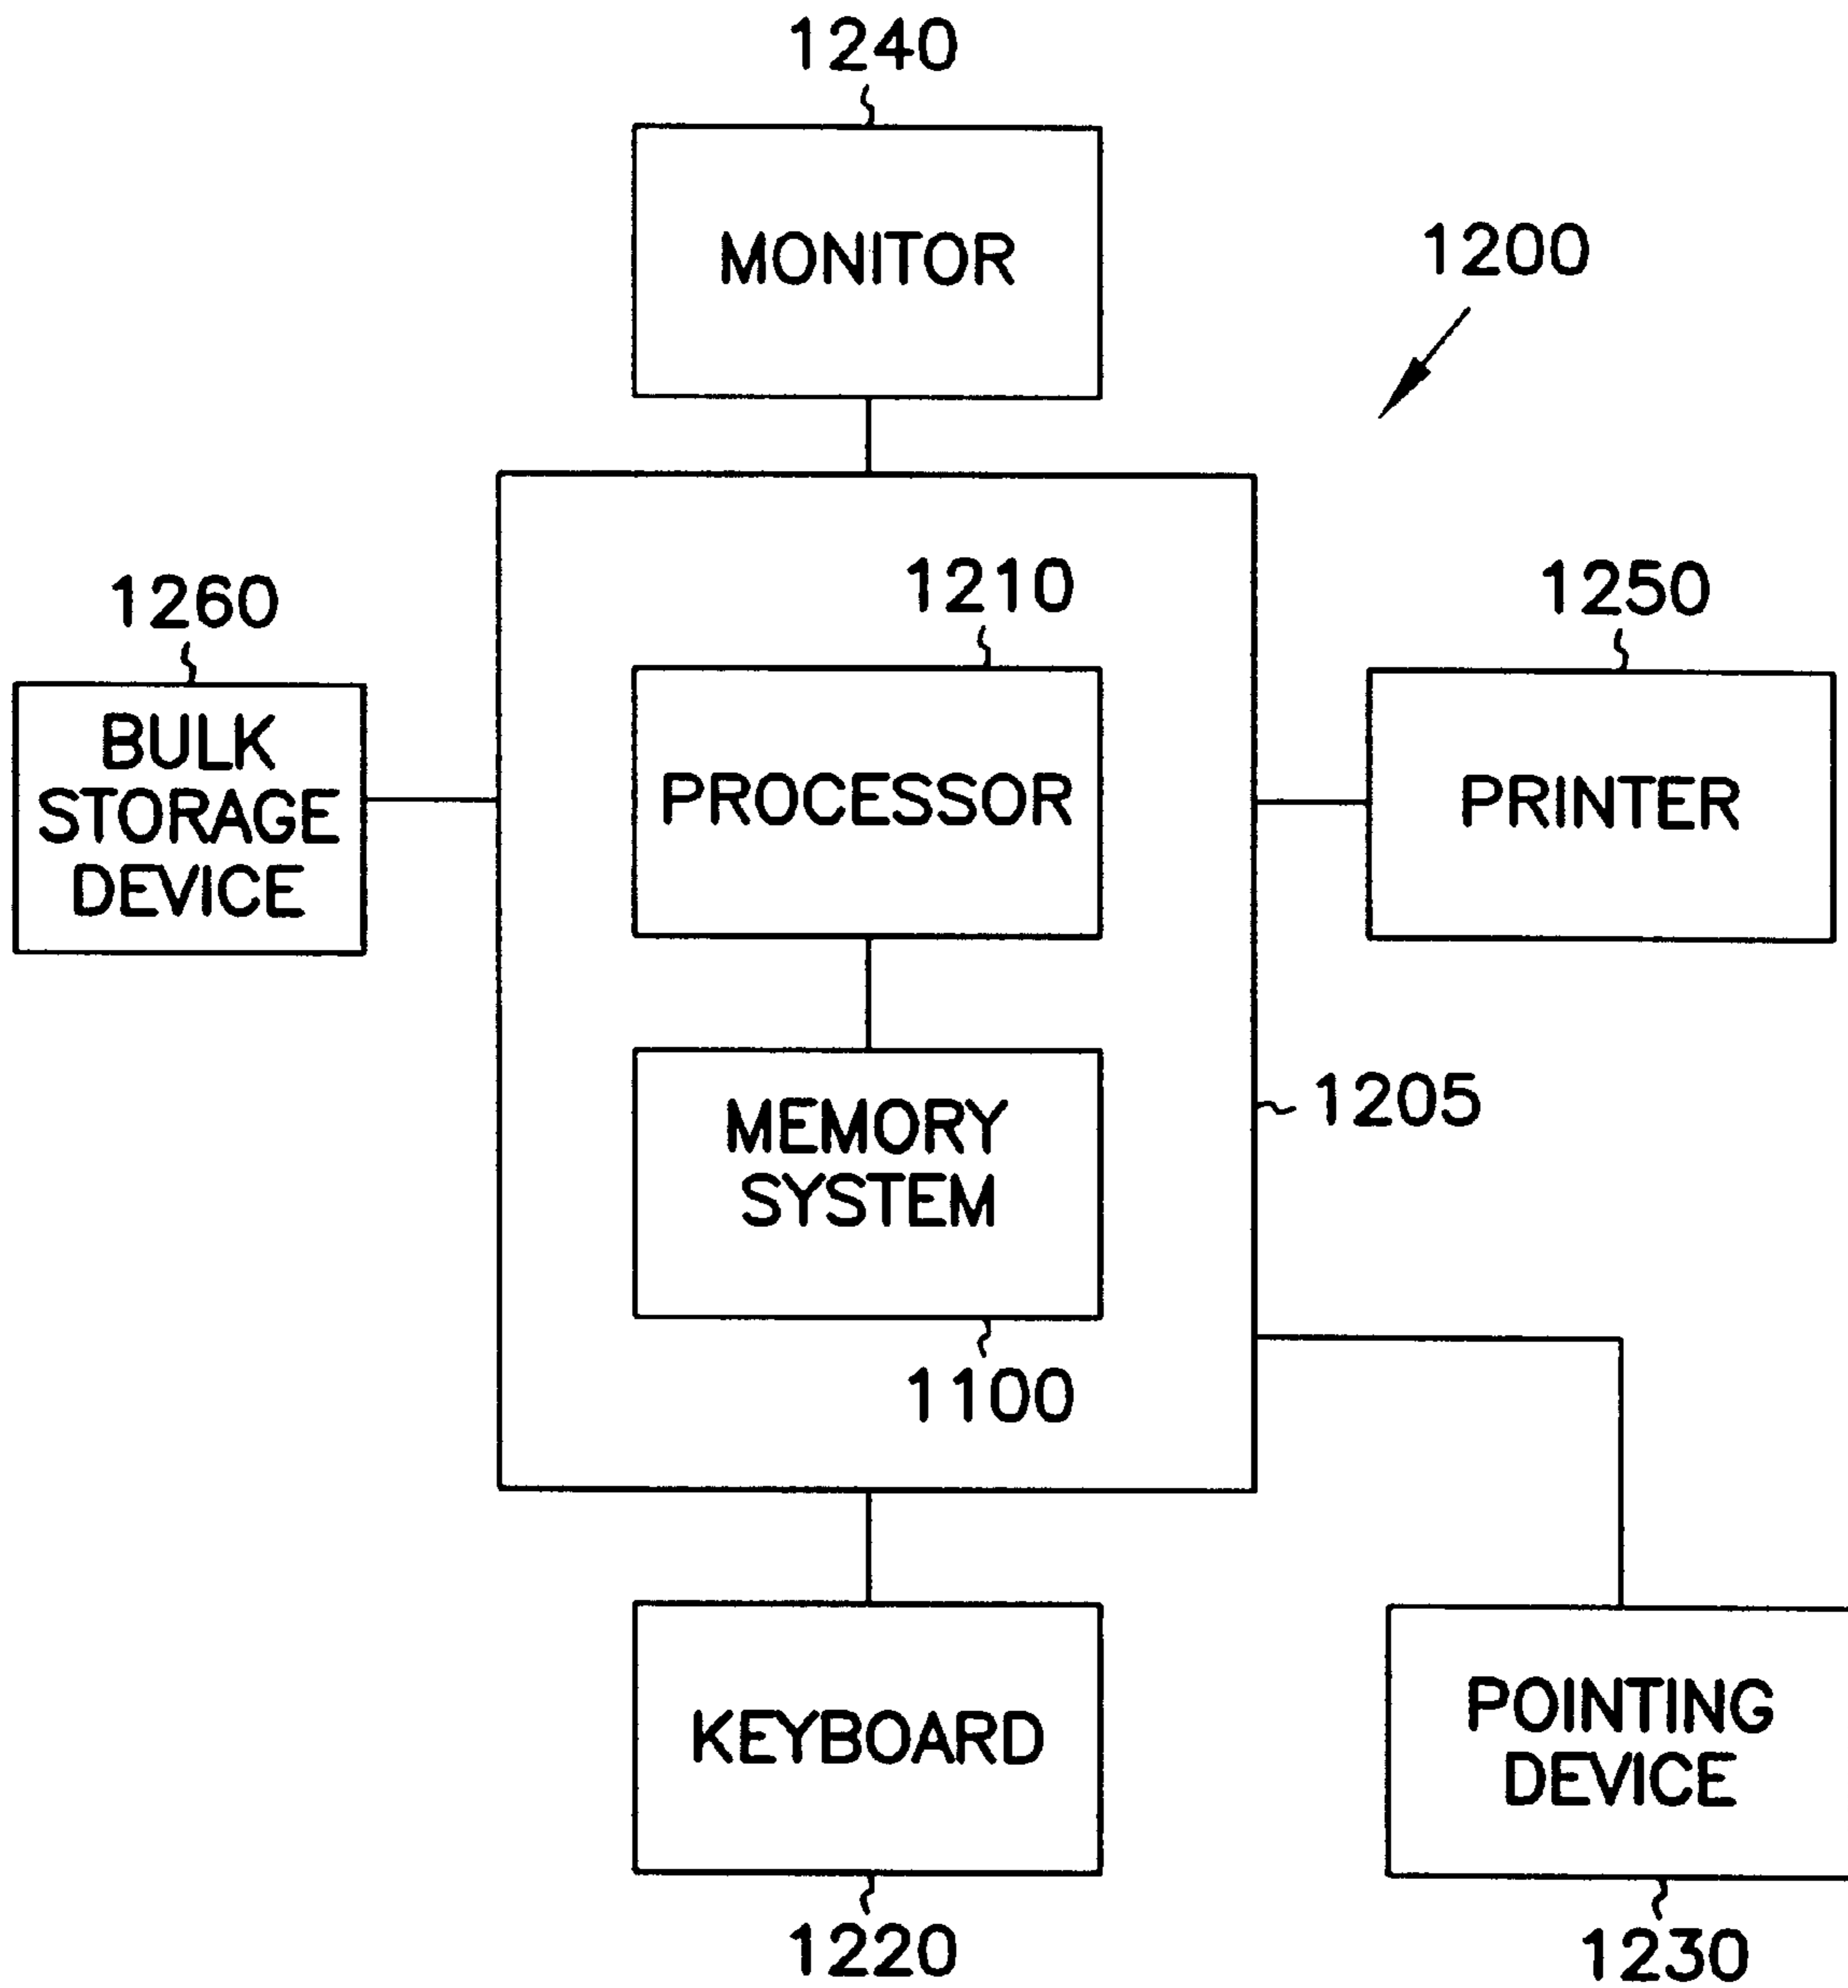 1240
MONITOR
1200
1260
BULK
STORAGE
DEVICE
1210
PROCESSOR
1250
PRINTER
MEMORY
SYSTEM
1205
1100
KEYBOARD
1220
POINTING
DEVICE
1230